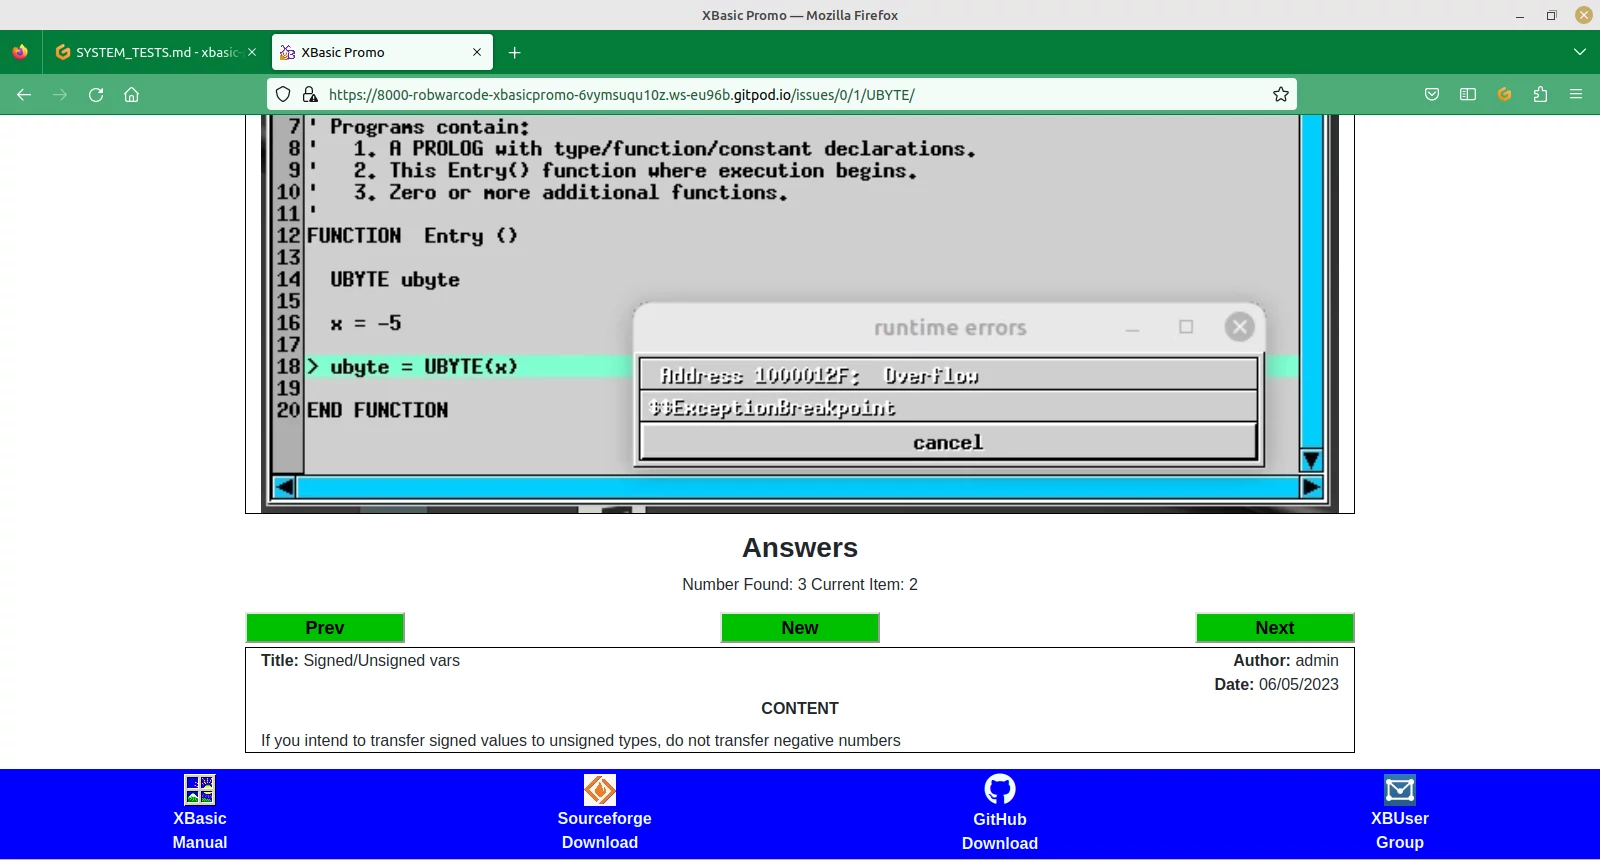 XBasic Promo — Mozilla Firefox
SYSTEM_TESTS.md - xbasic-
XBasic Promo
https://8000-robwarcode-xbasicpromo-6vymsuqu10z.ws-eu96b.gitpod.io/issues/0/1/UBYTE/
7 ' Programs contain:
8 ' 1. A PROLOG with type/function/constant declarations.
9 ' 2. This Entry() function where execution begins.
10 ' 3. Zero or more additional functions.
11 '
12 FUNCTION Entry ()
13
14 UBYTE ubyte
15
16 x = -5
17
18 > ubyte = UBYTE(x)
19
20 END FUNCTION
runtime errors
Address 1000012F: Overflow
$$ExceptionBreakpoint
cancel
Answers
Number Found: 3 Current Item: 2
Prev
New
Next
Title: Signed/Unsigned vars
Author: admin
Date: 06/05/2023
CONTENT
If you intend to transfer signed values to unsigned types, do not transfer negative numbers
XBasic
Manual
Sourceforge
Download
GitHub
Download
XBUser
Group